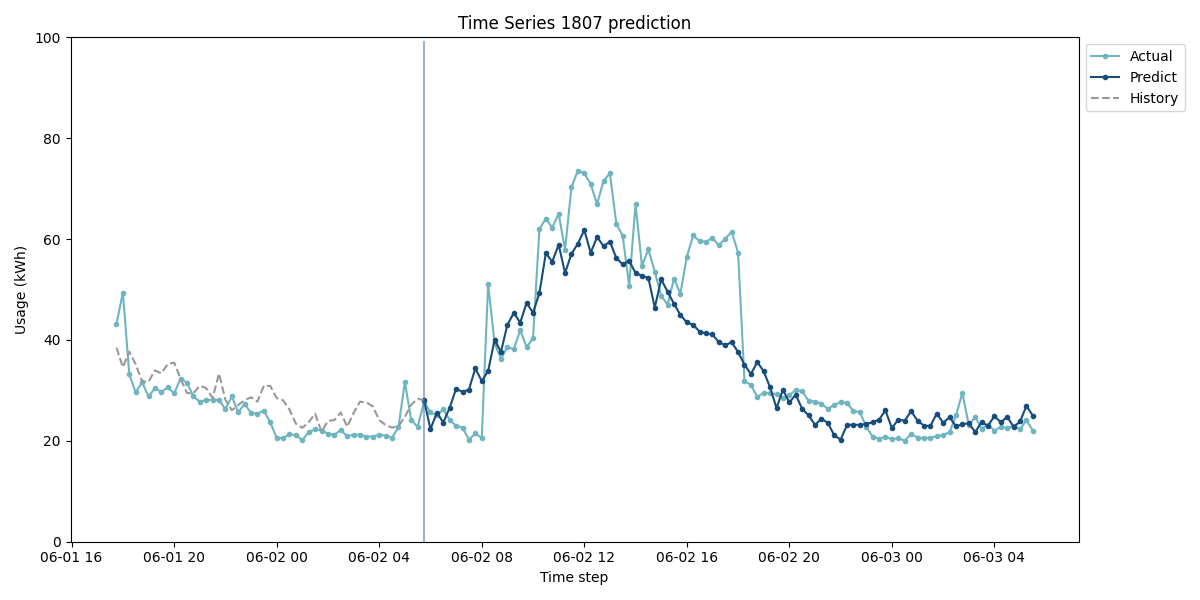 Time Series 1807 prediction
Usage (kWh)
100
80
60
40
20
0
06-01 16
06-01 20
06-02 00
06-02 04
06-02 08
06-02 12
06-02 16
06-02 20
06-03 00
06-03 04
Time step
Actual
Predict
History